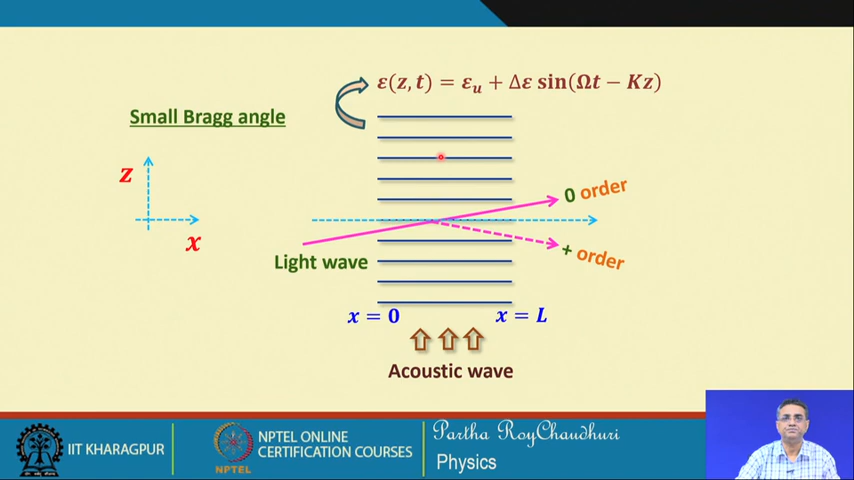 ε(z, t) = εᵤ + Δε sin(Ωt − Kz)
Small Bragg angle
z
x
0 order
+ order
Light wave
x = 0
x = L
Acoustic wave
IIT KHARAGPUR
NPTEL
NPTEL ONLINE
CERTIFICATION COURSES
Partha RoyChaudhuri
Physics